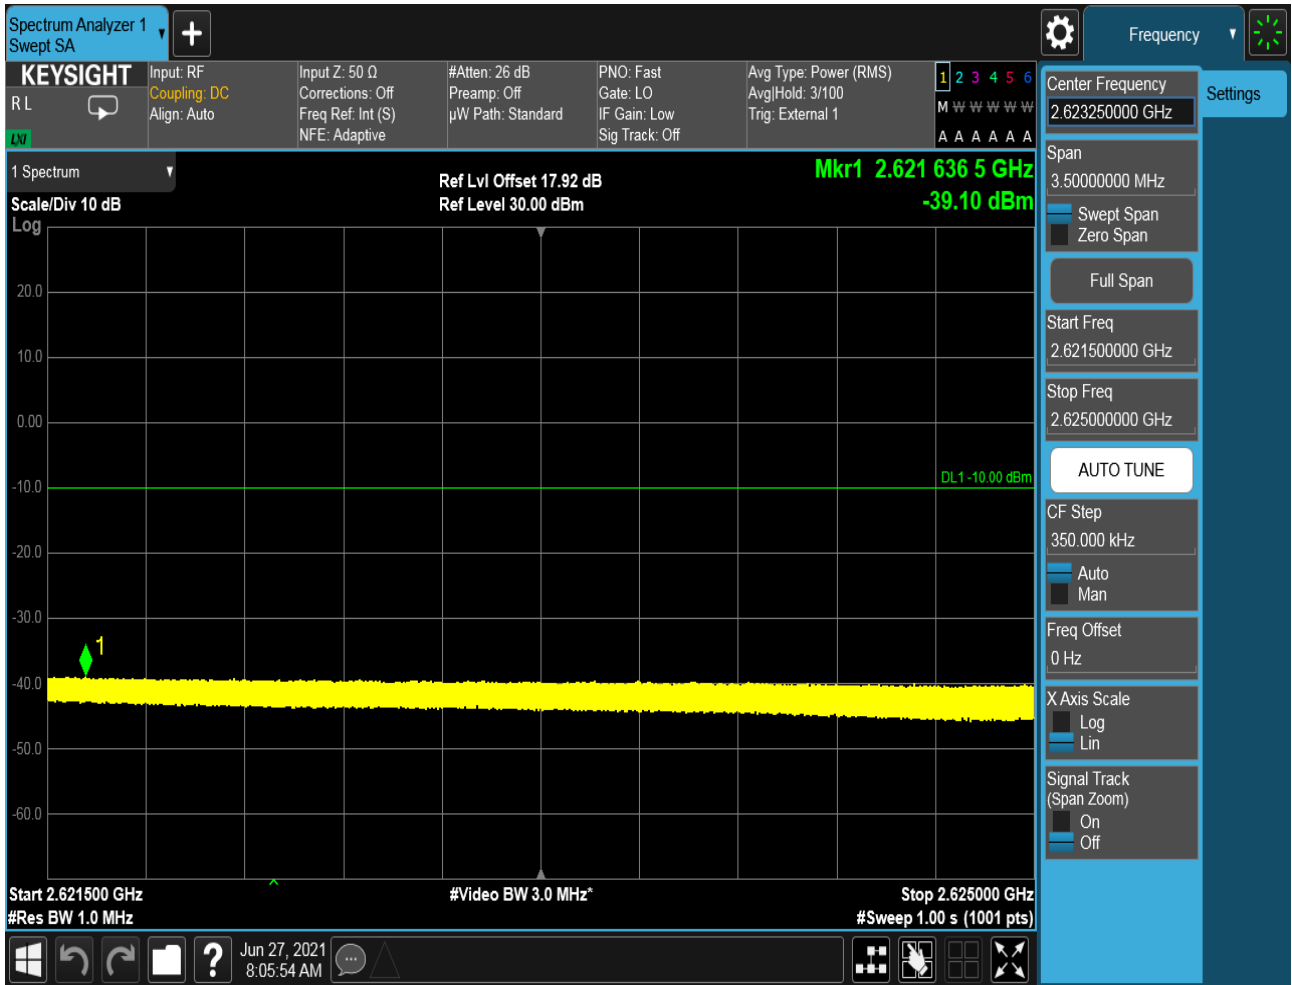 Spectrum Analyzer 1
Swept SA
Frequency
KEYSIGHT
R L
LXI
Input: RF
Coupling: DC
Align: Auto
Input Z: 50 Ω
Corrections: Off
Freq Ref: Int (S)
NFE: Adaptive
#Atten: 26 dB
Preamp: Off
µW Path: Standard
PNO: Fast
Gate: LO
IF Gain: Low
Sig Track: Off
Avg Type: Power (RMS)
Avg|Hold: 3/100
Trig: External 1
1 2 3 4 5 6
M W W W W W
A A A A A A
1 Spectrum
Scale/Div 10 dB
Log
Ref Lvl Offset 17.92 dB
Ref Level 30.00 dBm
Mkr1 2.621 636 5 GHz
-39.10 dBm
20.0
10.0
0.00
-10.0
-20.0
-30.0
-40.0
-50.0
-60.0
DL1 -10.00 dBm
1
Start 2.621500 GHz
#Res BW 1.0 MHz
#Video BW 3.0 MHz*
Stop 2.625000 GHz
#Sweep 1.00 s (1001 pts)
Jun 27, 2021
8:05:54 AM
Center Frequency
2.623250000 GHz
Span
3.50000000 MHz
Swept Span
Zero Span
Full Span
Start Freq
2.621500000 GHz
Stop Freq
2.625000000 GHz
AUTO TUNE
CF Step
350.000 kHz
Auto
Man
Freq Offset
0 Hz
X Axis Scale
Log
Lin
Signal Track
(Span Zoom)
On
Off
Settings